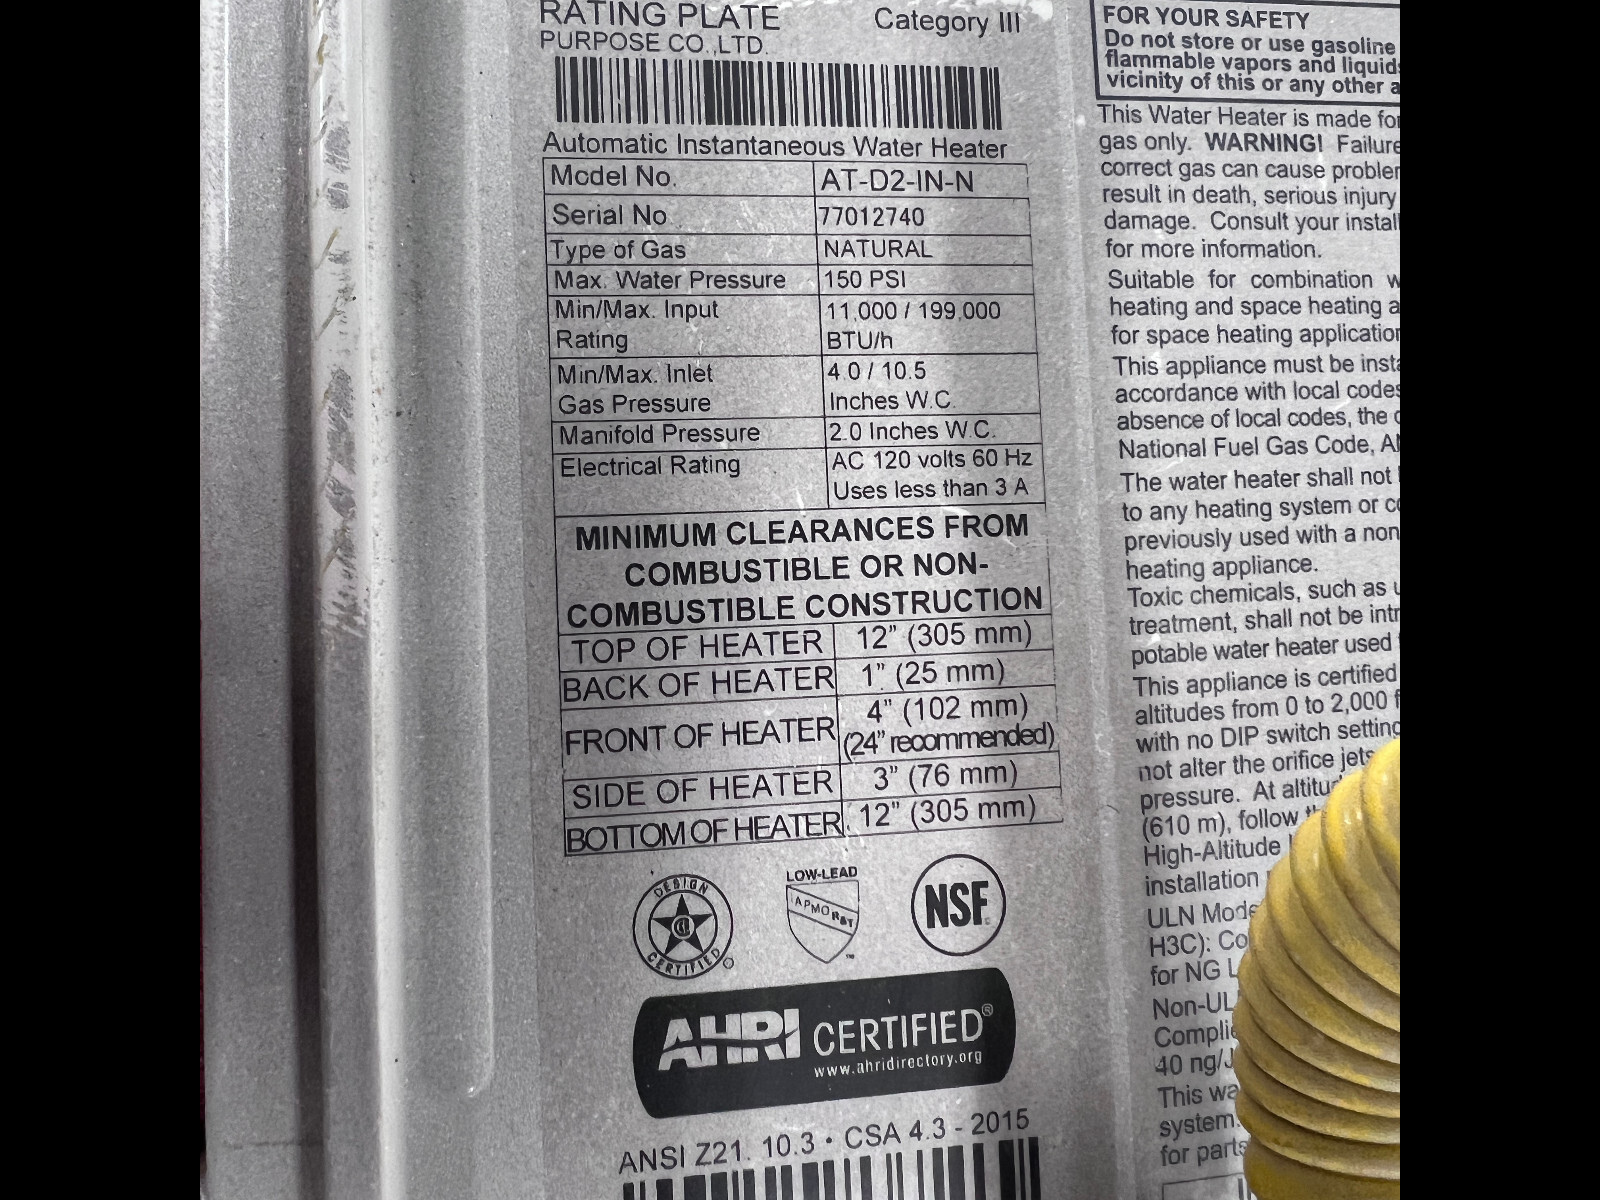 RATING PLATE
Category III
PURPOSE CO.,LTD.
Automatic Instantaneous Water Heater
Model No. AT-D2-IN-N
Serial No 77012740
Type of Gas NATURAL
Max. Water Pressure 150 PSI
Min/Max. Input 11,000 / 199,000
Rating BTU/h
Min/Max. Inlet 4.0 / 10.5
Gas Pressure Inches W.C.
Manifold Pressure 2.0 Inches W.C.
Electrical Rating AC 120 volts 60 Hz
Uses less than 3 A
MINIMUM CLEARANCES FROM
COMBUSTIBLE OR NON-
COMBUSTIBLE CONSTRUCTION
TOP OF HEATER 12" (305 mm)
BACK OF HEATER 1" (25 mm)
FRONT OF HEATER 4" (102 mm)
(24" recommended)
SIDE OF HEATER 3" (76 mm)
BOTTOM OF HEATER 12" (305 mm)
DESIGN
CERTIFIED
LOW-LEAD
IAPMO R&T
™
NSF
AHRI CERTIFIED®
www.ahridirectory.org
ANSI Z21. 10.3 • CSA 4.3 - 2015
FOR YOUR SAFETY
Do not store or use gasoline
flammable vapors and
vicinity of this or any other
This Water Heater is made
gas only. WARNING! Failure
correct gas can cause
result in death, serious injury
damage. Consult your
for more information.
Suitable for combination
heating and space heating
for space heating
This appliance must be
accordance with local codes
absence of local codes, the
National Fuel Gas Code,
The water heater shall not
to any heating system or
previously used with a non
heating appliance.
Toxic chemicals, such as
treatment, shall not be
potable water heater used
This appliance is certified
altitudes from 0 to 2,000
with no DIP switch
not alter the orifice jets
pressure. At
(610 m), follow
High-Altitude
installation
ULN
H3C):
for NG
40 ng/J
This
system.
for parts